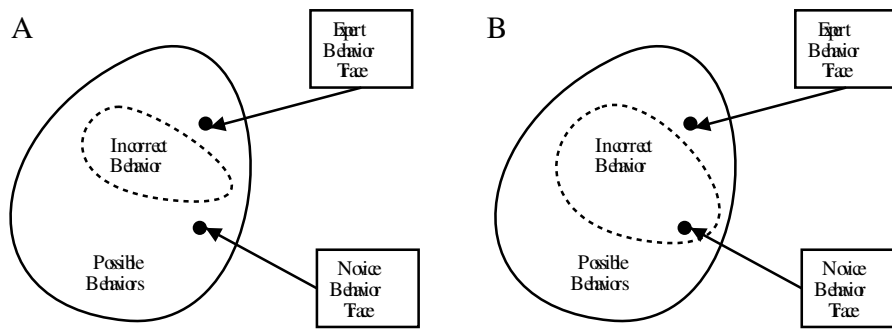 A
Expert
Behavior
Trace
Incorrect
Behavior
Possible
Behaviors
Novice
Behavior
Trace
B
Expert
Behavior
Trace
Incorrect
Behavior
Possible
Behaviors
Novice
Behavior
Trace